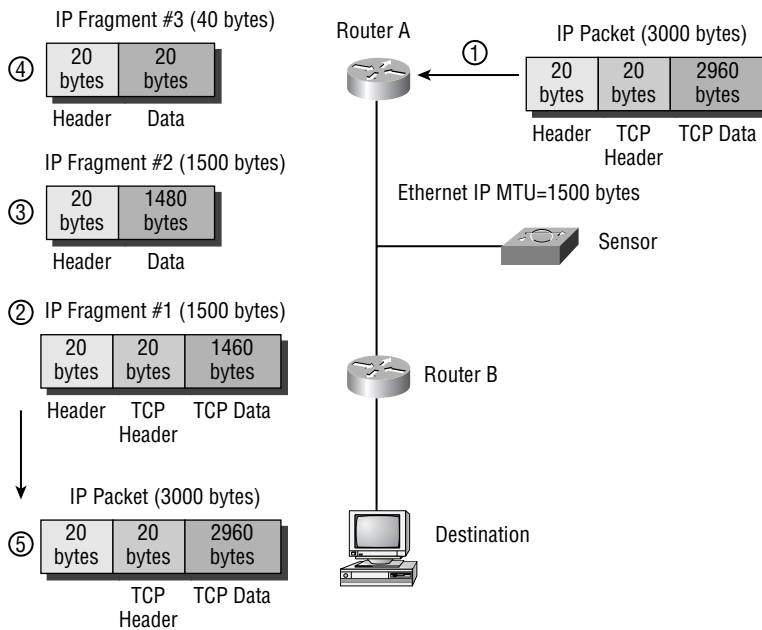 IP Fragment #3 (40 bytes)
④
20 bytes
20 bytes
Header
Data
IP Fragment #2 (1500 bytes)
③
20 bytes
1480 bytes
Header
Data
② IP Fragment #1 (1500 bytes)
20 bytes
20 bytes
1460 bytes
Header
TCP Header
TCP Data
IP Packet (3000 bytes)
⑤
20 bytes
20 bytes
2960 bytes
TCP Header
TCP Data
Router A
①
IP Packet (3000 bytes)
20 bytes
20 bytes
2960 bytes
Header
TCP Header
TCP Data
Ethernet IP MTU=1500 bytes
Sensor
Router B
Destination